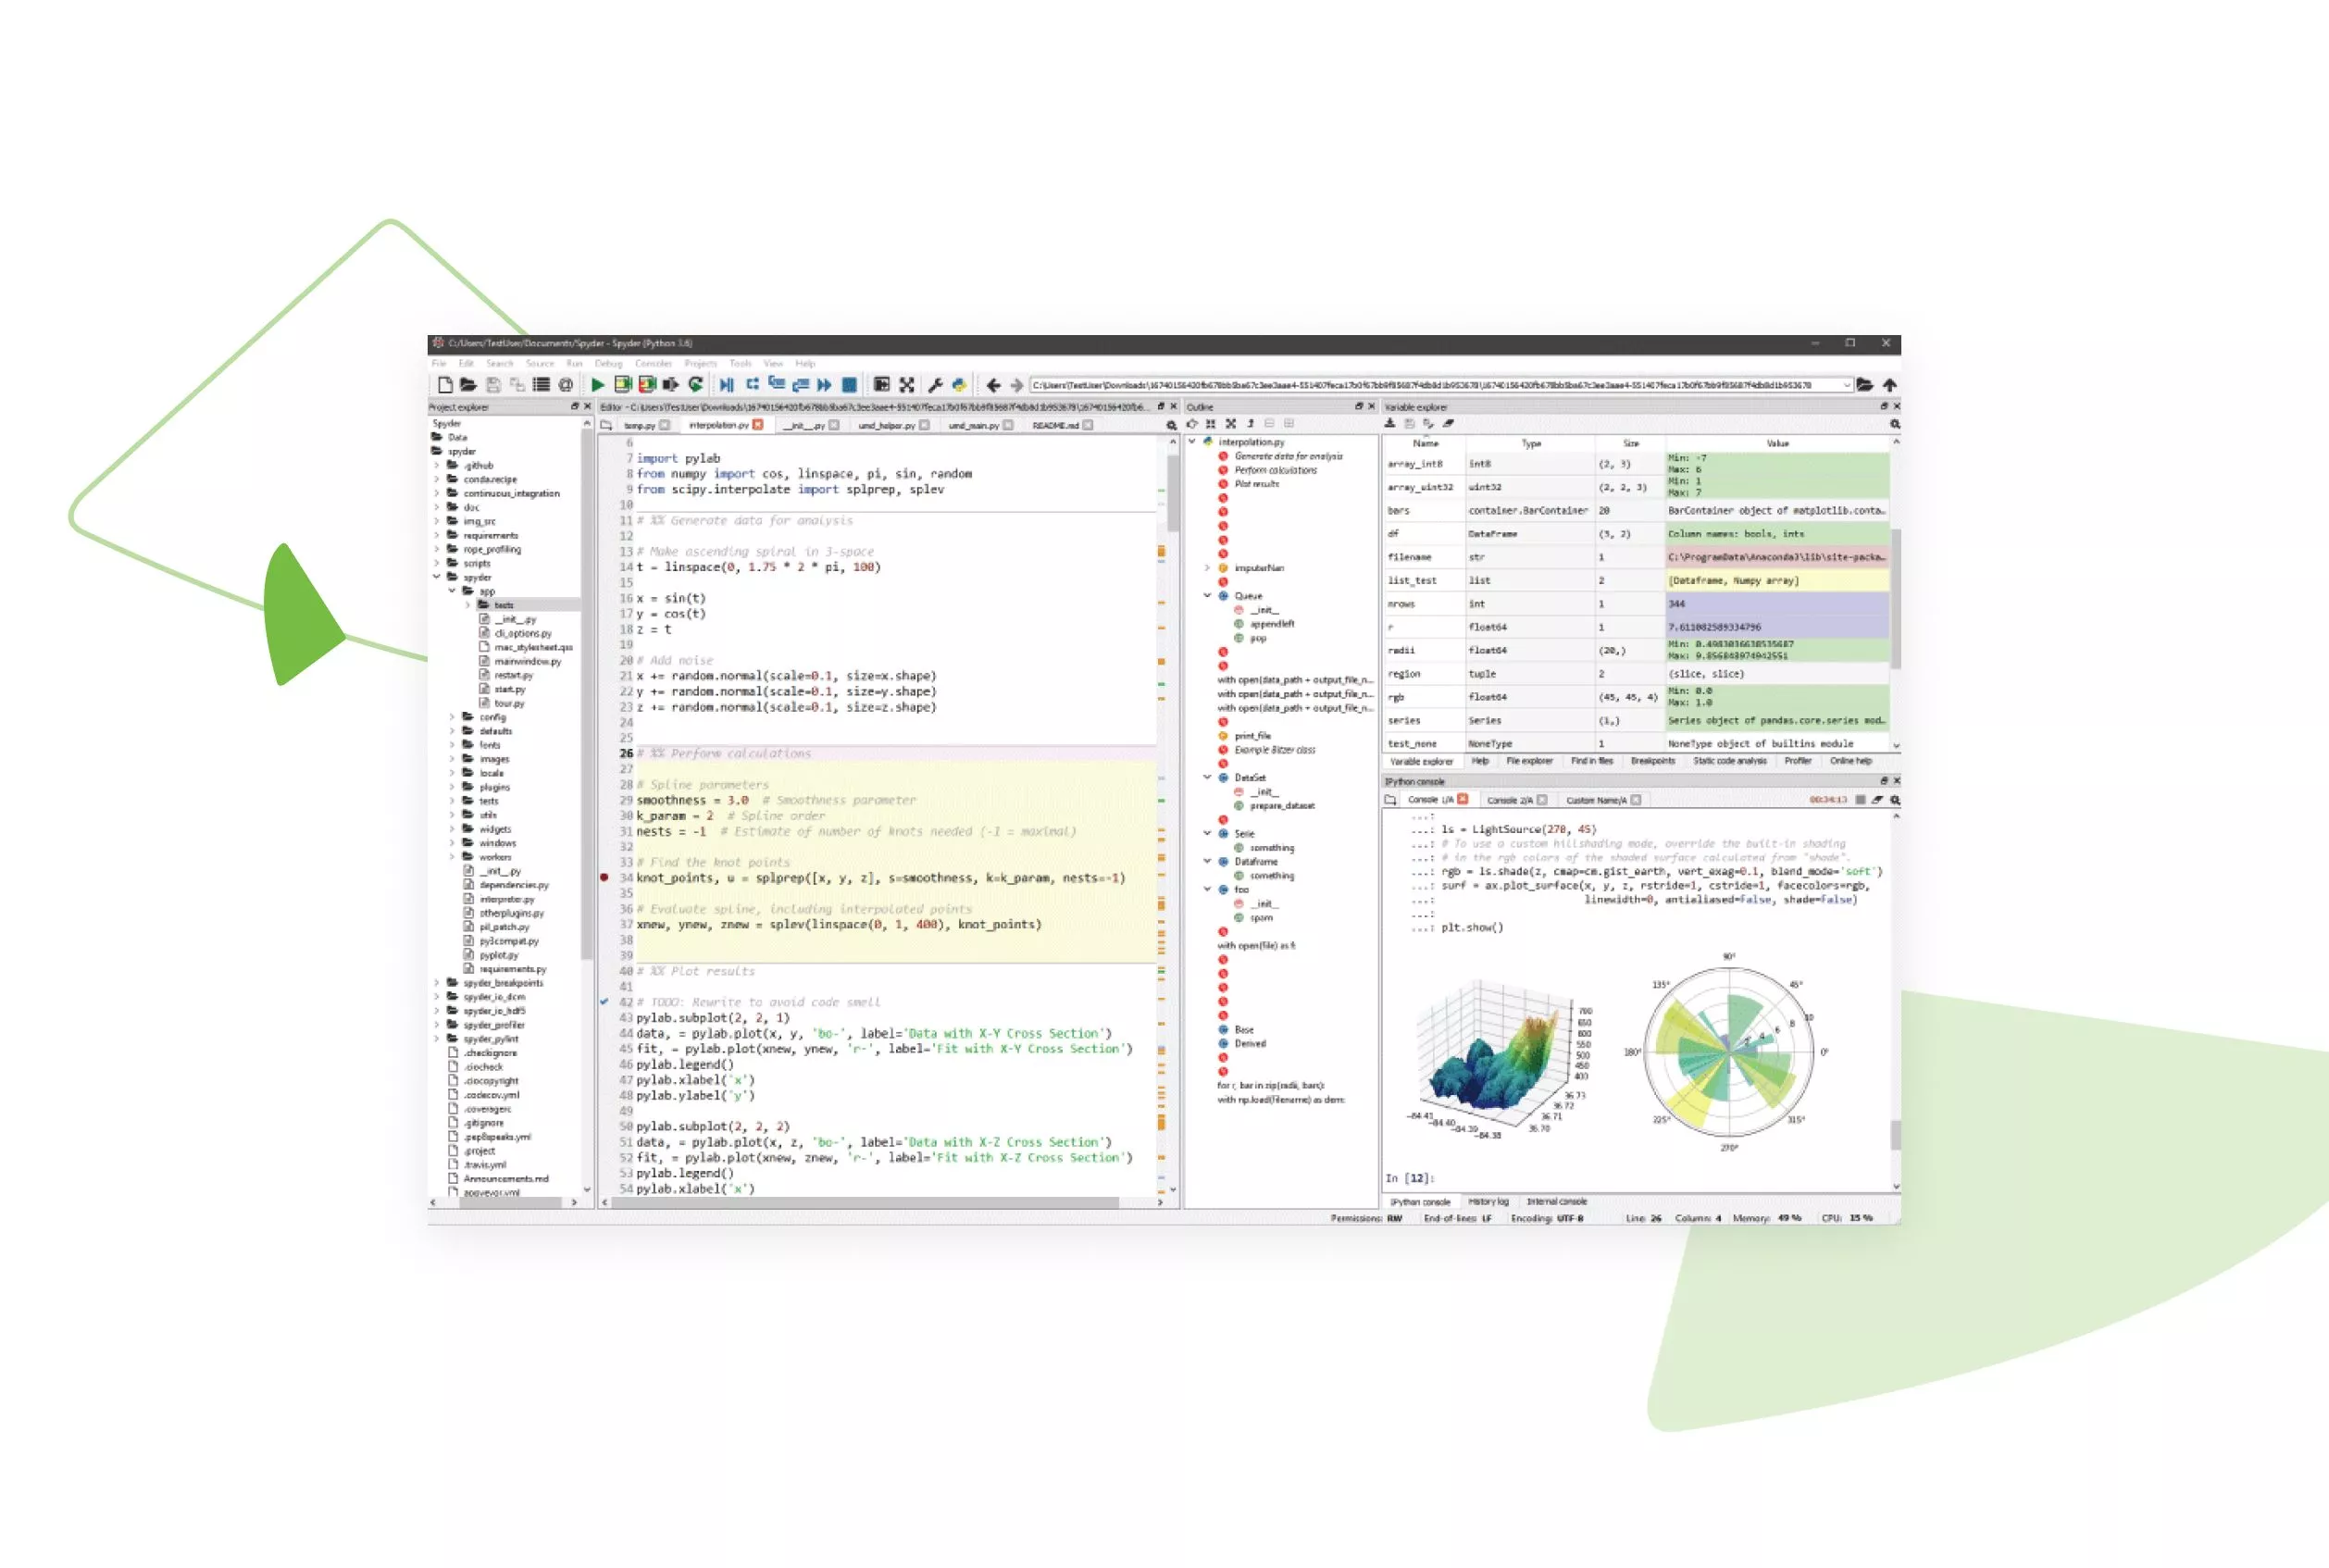 C:/Users/TestUser/Documents/Spyder - Spyder (Python 3.6)
File Edit Search Source Run Debug Consoles Projects Tools View Help
Project explorer
Spyder
Data
spyder
.github
conda.recipe
continuous_integration
doc
img_src
requirements
rope_profiling
scripts
spyder
app
tests
__init__.py
cli_options.py
mac_stylesheet.qss
mainwindow.py
restart.py
start.py
tour.py
config
defaults
fonts
images
locale
plugins
tests
utils
widgets
windows
workers
__init__.py
dependencies.py
interpreter.py
otherplugins.py
pil_patch.py
py3compat.py
pyplot.py
requirements.py
spyder_breakpoints
spyder_io_dcm
spyder_io_hdf5
spyder_profiler
spyder_pylint
.checkignore
.ciocheck
.ciocopyright
.codecov.yml
.coveragerc
.gitignore
.pep8speaks.yml
.project
.travis.yml
Announcements.md
appveyor.yml
temp.py interpolation.py __init__.py umd_helper.py umd_main.py README.md
6
7 import pylab
8 from numpy import cos, linspace, pi, sin, random
9 from scipy.interpolate import splprep, splev
10
11 # %% Generate data for analysis
12
13 # Make ascending spiral in 3-space
14 t = linspace(0, 1.75 * 2 * pi, 100)
15
16 x = sin(t)
17 y = cos(t)
18 z = t
19
20 # Add noise
21 x += random.normal(scale=0.1, size=x.shape)
22 y += random.normal(scale=0.1, size=y.shape)
23 z += random.normal(scale=0.1, size=z.shape)
24
25
26 # %% Perform calculations
27
28 # Spline parameters
29 smoothness = 3.0 # Smoothness parameter
30 k_param = 2 # Spline order
31 nests = -1 # Estimate of number of knots needed (-1 = maximal)
32
33 # Find the knot points
34 knot_points, u = splprep([x, y, z], s=smoothness, k=k_param, nests=-1)
35
36 # Evaluate spline, including interpolated points
37 xnew, ynew, znew = splev(linspace(0, 1, 400), knot_points)
38
39
40 # %% Plot results
41
42 # TODO: Rewrite to avoid code smell
43 pylab.subplot(2, 2, 1)
44 data, = pylab.plot(x, y, 'bo-', label='Data with X-Y Cross Section')
45 fit, = pylab.plot(xnew, ynew, 'r-', label='Fit with X-Y Cross Section')
46 pylab.legend()
47 pylab.xlabel('x')
48 pylab.ylabel('y')
49
50 pylab.subplot(2, 2, 2)
51 data, = pylab.plot(x, z, 'bo-', label='Data with X-Z Cross Section')
52 fit, = pylab.plot(xnew, znew, 'r-', label='Fit with X-Z Cross Section')
53 pylab.legend()
54 pylab.xlabel('x')
Outline
interpolation.py
Generate data for analysis
Perform calculations
Plot results
imputerNan
Queue
__init__
appendleft
pop
with open(data_path + output_file_n...
with open(data_path + output_file_n...
with open(data_path + output_file_n...
print_file
Example Bitzer class
DataSet
__init__
prepare_dataset
Serie
something
Dataframe
something
foo
__init__
spam
with open(file) as f:
Base
Derived
for r, bar in zip(radii, bars):
with np.load(filename) as dem:
Variable explorer
Name Type Size Value
array_int8 int8 (2, 3) Min: -7
Max: 6
array_uint32 uint32 (2, 2, 3) Min: 1
Max: 7
bars container.BarContainer 20 BarContainer object of matplotlib.conta...
df DataFrame (3, 2) Column names: bools, ints
filename str 1 C:\ProgramData\Anaconda3\lib\site-packa...
list_test list 2 [Dataframe, Numpy array]
nrows int 1 344
r float64 1 7.611082589334796
radii float64 (20,) Min: 0.4983036638535687
Max: 9.856848974942551
region tuple 2 (slice, slice)
rgb float64 (45, 45, 4) Min: 0.0
Max: 1.0
series Series (1,) Series object of pandas.core.series mod...
test_none NoneType 1 NoneType object of builtins module
Variable explorer Help File explorer Find in files Breakpoints Static code analysis Profiler Online help
IPython console
Console 1/A Console 2/A Custom Name/A 00:34:13
...:
...: ls = LightSource(270, 45)
...: # To use a custom hillshading mode, override the built-in shading
...: # in the rgb colors of the shaded surface calculated from "shade".
...: rgb = ls.shade(z, cmap=cm.gist_earth, vert_exag=0.1, blend_mode='soft')
...: surf = ax.plot_surface(x, y, z, rstride=1, cstride=1, facecolors=rgb,
...: linewidth=0, antialiased=False, shade=False)
...:
...: plt.show()
700
650
600
550
500
450
400
36.73
36.72
36.71
36.70
-84.41
-84.40
-84.39
-84.38
90°
135° 45°
180° 2 4 6 8 10 0°
225° 315°
270°
In [12]:
IPython console History log Internal console
Permissions: RW End-of-lines: LF Encoding: UTF-8 Line: 26 Column: 4 Memory: 49 % CPU: 15 %